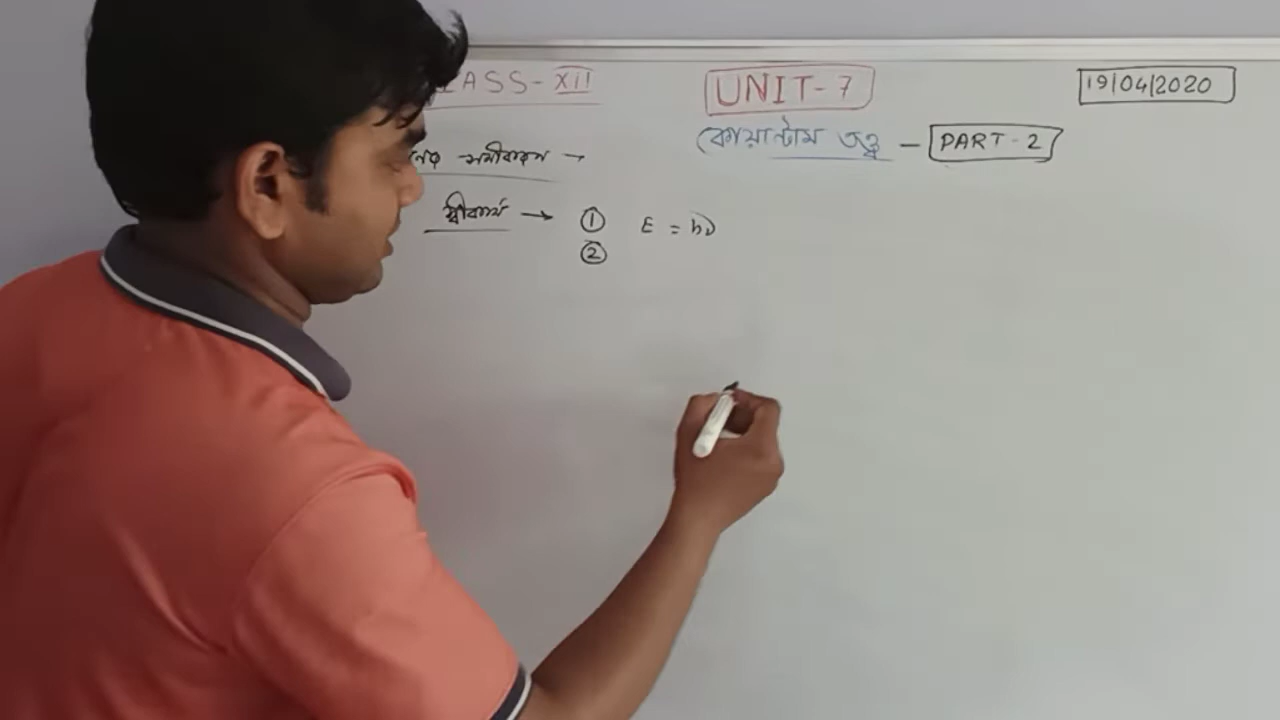 LASS-XII UNIT-7 19/04/2020
কোয়ান্টাম তত্ত্ব - PART-2
সমীকরণ →
স্বীকার্য → ① E = hν
②